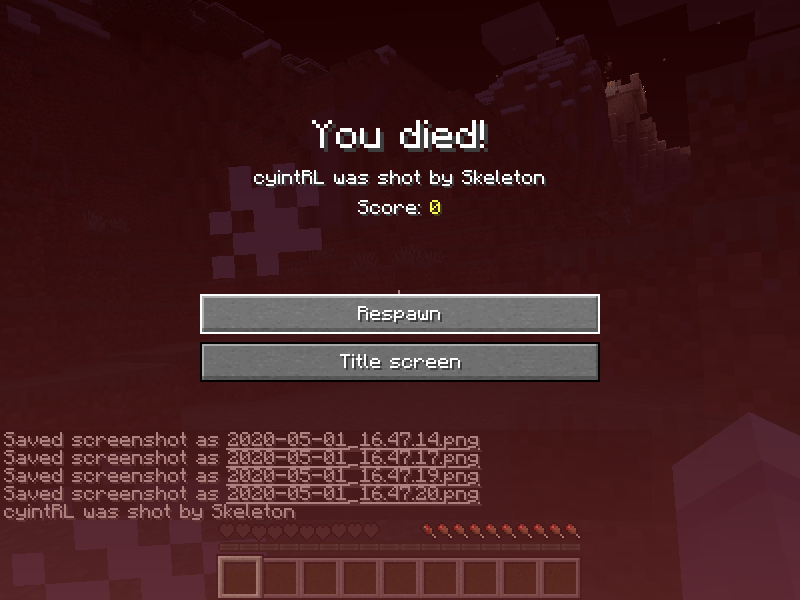 You died!
cyintRL was shot by Skeleton
Score: 0
Respawn
Title screen
Saved screenshot as 2020-05-01_16.47.14.png
Saved screenshot as 2020-05-01_16.47.17.png
Saved screenshot as 2020-05-01_16.47.19.png
Saved screenshot as 2020-05-01_16.47.20.png
cyintRL was shot by Skeleton